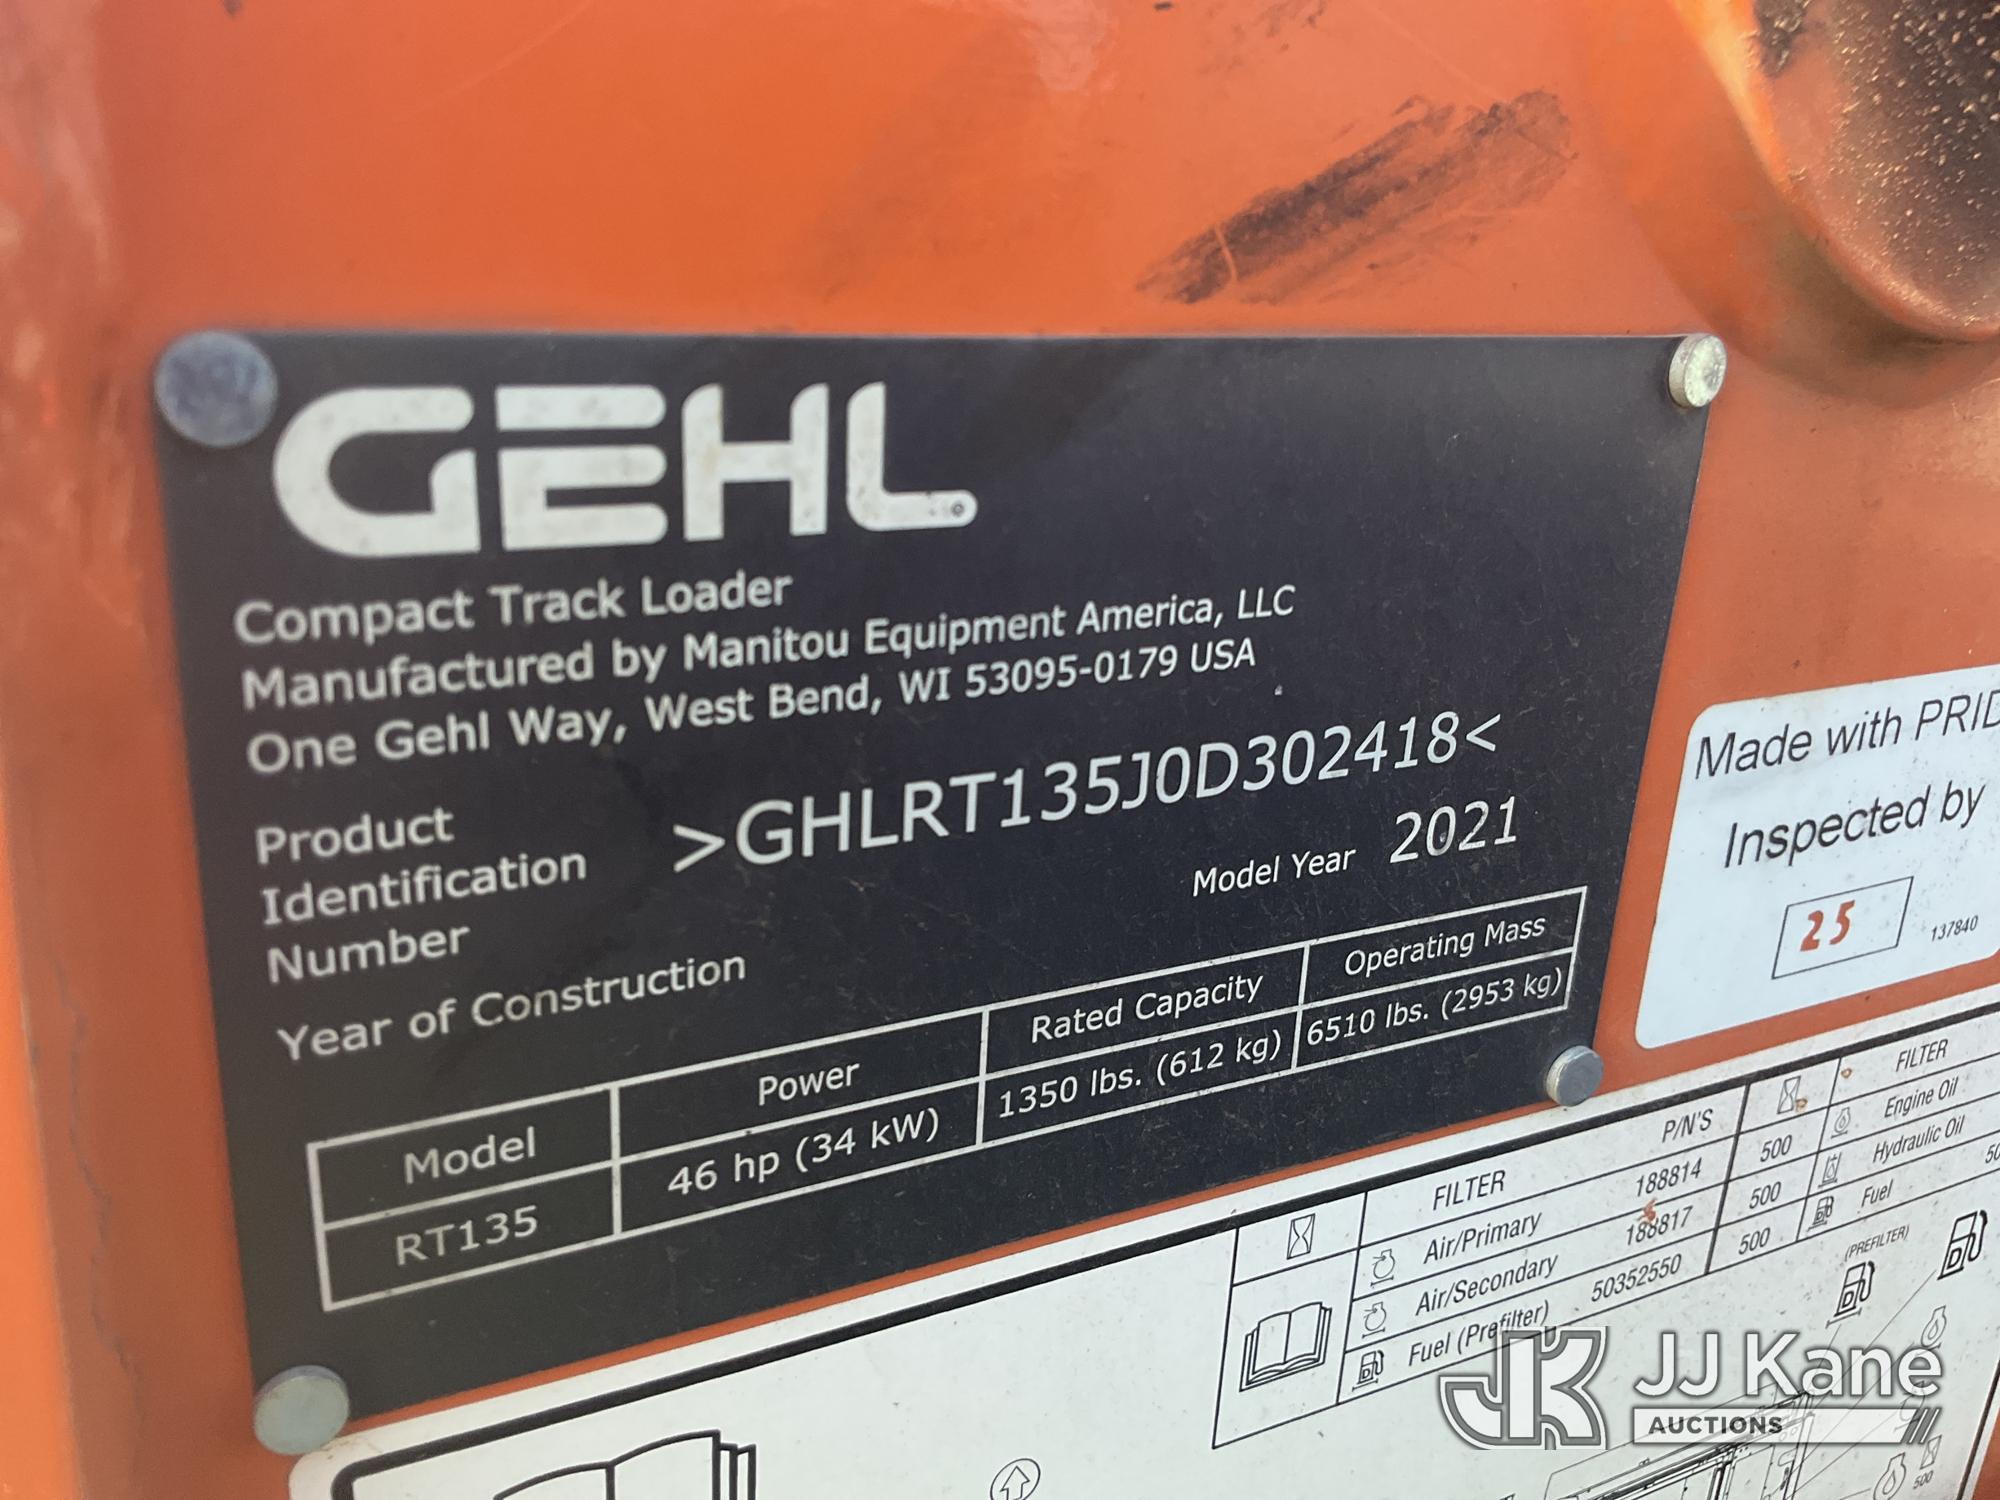 GEHL
Compact Track Loader
Manufactured by Manitou Equipment America, LLC
One Gehl Way, West Bend, WI 53095-0179 USA
Product
Identification
Number
>GHLRT135J0D302418<
Model Year 2021
Year of Construction
Model Power Rated Capacity Operating Mass
RT135 46 hp (34 kW) 1350 lbs. (612 kg) 6510 lbs. (2953 kg)
Made with PRID
Inspected by
25
137840
FILTER P/N'S
Air/Primary 188814 500
Air/Secondary 188817 500
Fuel (Prefilter) 50352550 500
FILTER
Engine Oil
Hydraulic Oil
Fuel 50
(PREFILTER)
500
JJ Kane
AUCTIONS